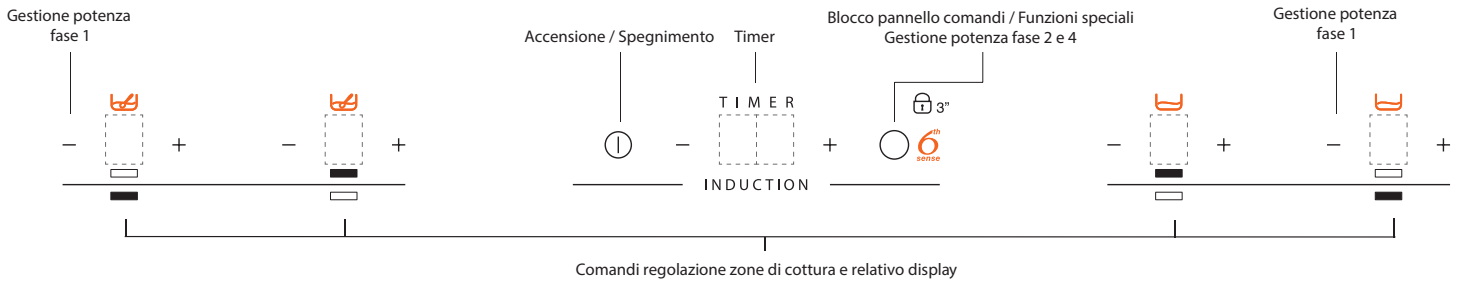 Gestione potenza
fase 1
Accensione / Spegnimento
Timer
Blocco pannello comandi / Funzioni speciali
Gestione potenza fase 2 e 4
Gestione potenza
fase 1
TIMER
3”
- + - + - + - + - +
6th
sense
INDUCTION
Comandi regolazione zone di cottura e relativo display